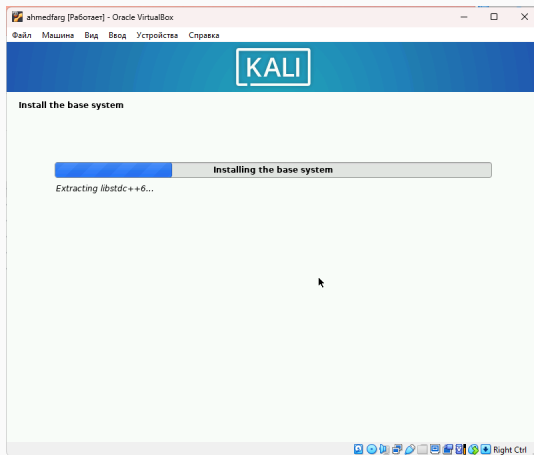 ahmedfarg [Работает] - Oracle VirtualBox
Файл Машина Вид Ввод Устройства Справка
KALI
Install the base system
Installing the base system
Extracting libstdc++6...
Right Ctrl